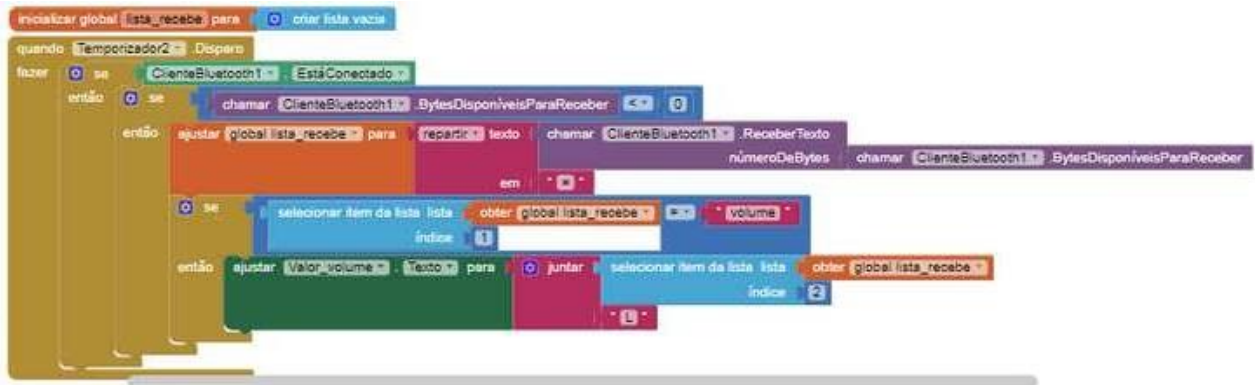 inicializar global lista_recebe para criar lista vazia
quando Temporizador2 .Disparo
fazer se ClienteBluetooth1 . EstáConectado
então se chamar ClienteBluetooth1 .BytesDisponíveisParaReceber < 0
então ajustar global lista_recebe para repartir texto chamar ClienteBluetooth1 .ReceberTexto
númeroDeBytes chamar ClienteBluetooth1 .BytesDisponíveisParaReceber
em " "
se selecionar item da lista lista obter global lista_recebe = " volume "
índice 1
então ajustar Valor_volume . Texto para juntar selecionar item da lista lista obter global lista_recebe
índice 2
" L "